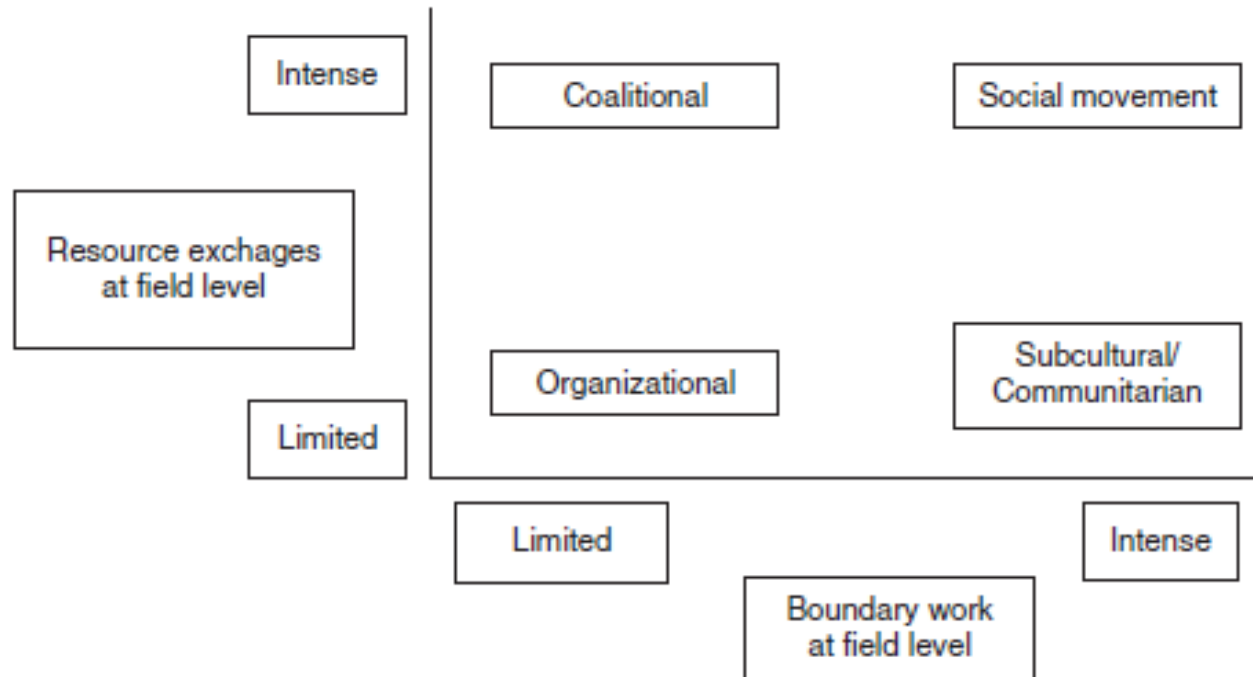 Intense
Coalitional
Social movement
Resource exchages
at field level
Organizational
Subcultural/
Communitarian
Limited
Limited
Intense
Boundary work
at field level